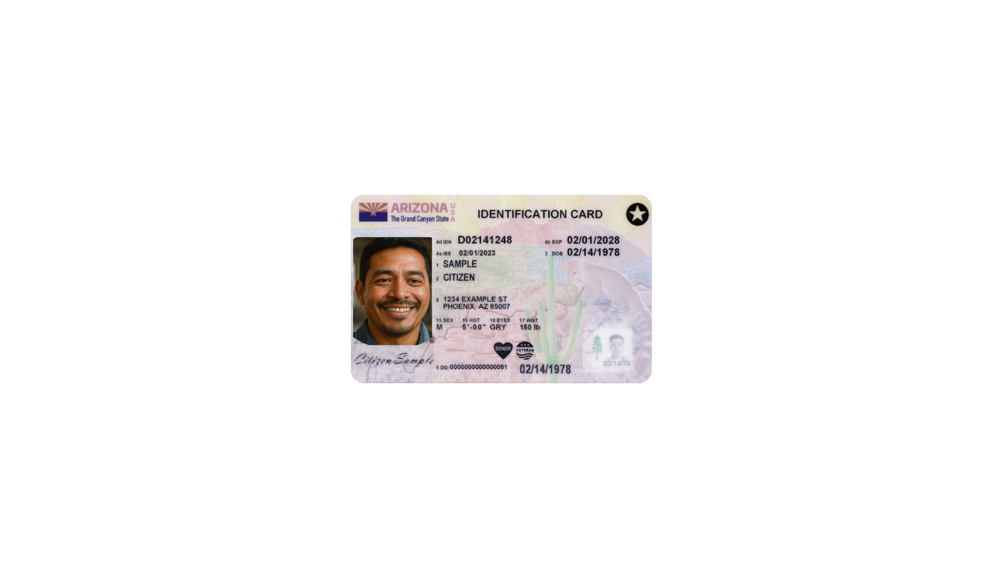 ARIZONA USA
The Grand Canyon State
IDENTIFICATION CARD
4d IDN D02141248 4b EXP 02/01/2028
4a ISS 02/01/2023 3 DOB 02/14/1978
1 SAMPLE
2 CITIZEN
8 1234 EXAMPLE ST
PHOENIX, AZ 85007
15 SEX 16 HGT 18 EYES 17 WGT
M 5'-00" GRY 150 lb
DONOR VETERAN
Citizen Sample
5 DD: 0000000000000051 02/14/1978
02/14/78
ARIZONA ARIZONA ARIZONA